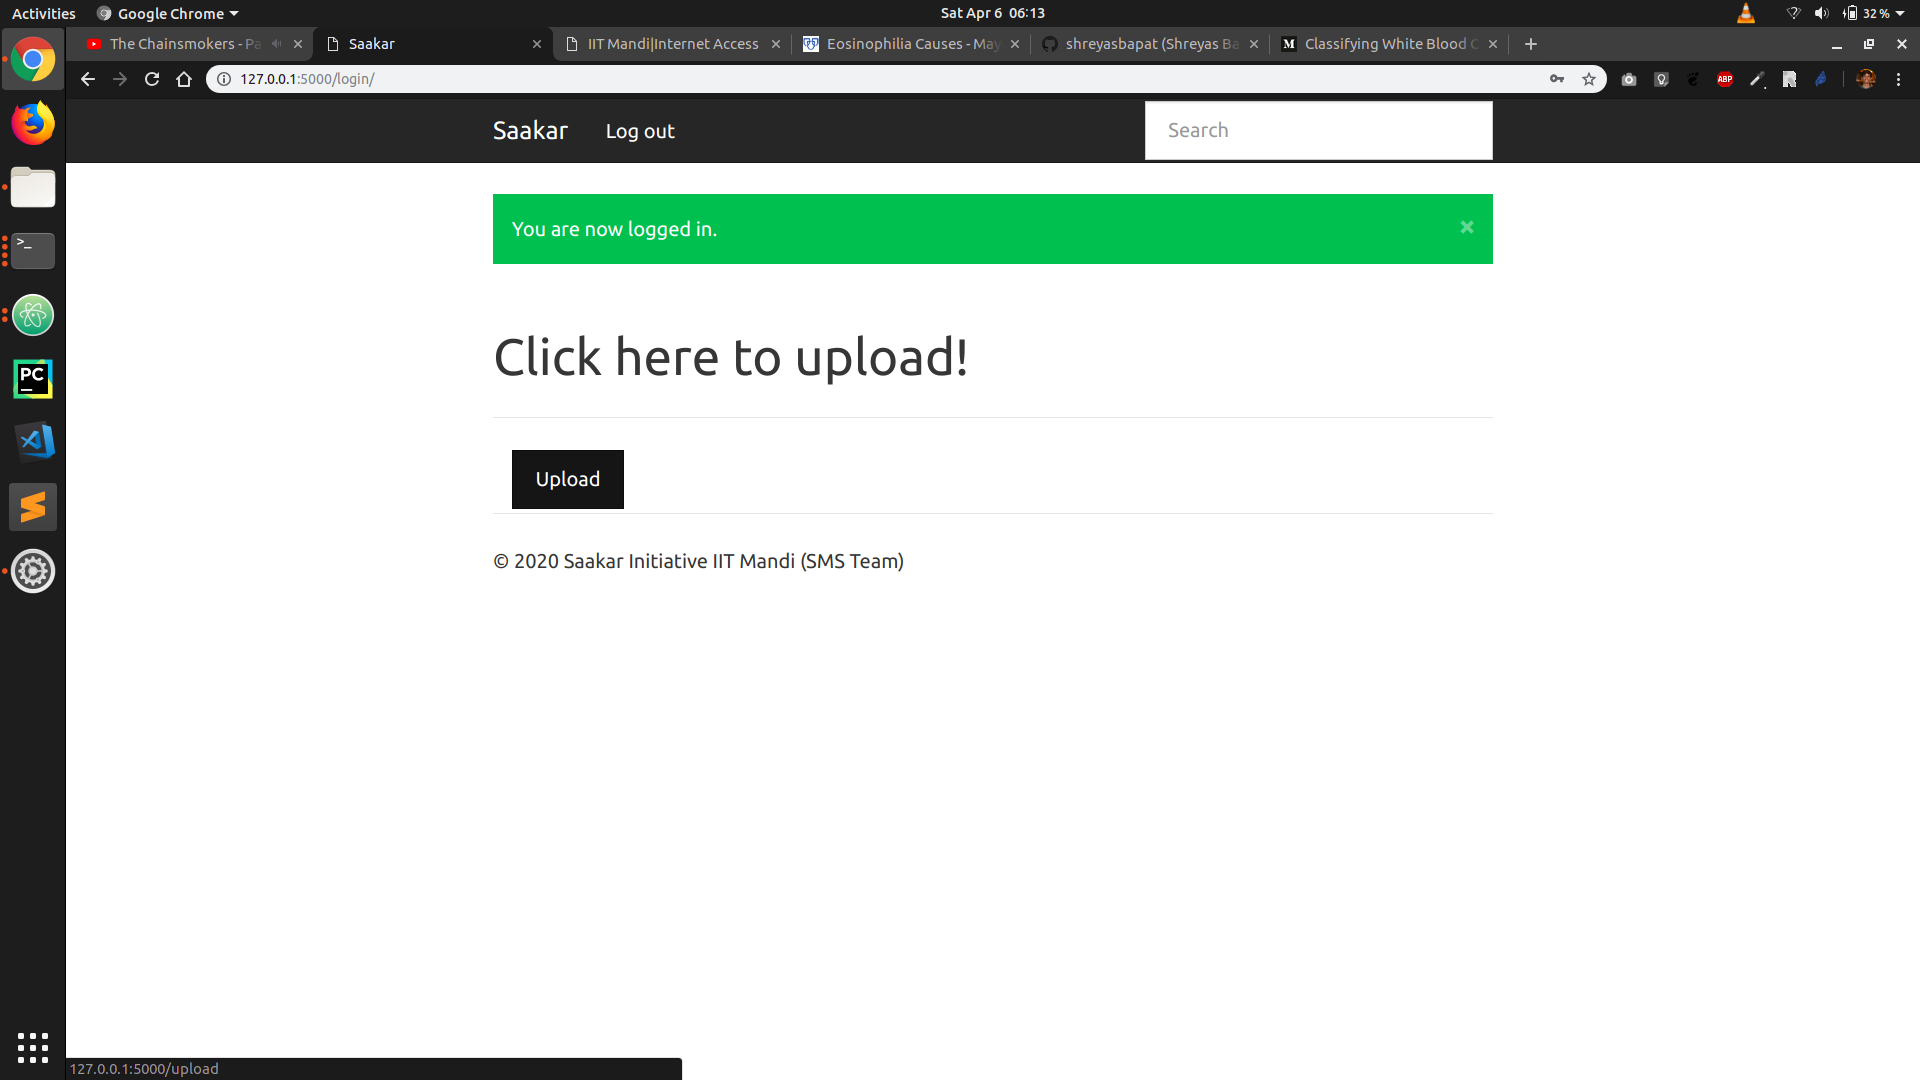 Activities
Google Chrome
Sat Apr 6 06:13
32 %
The Chainsmokers - Pa
Saakar
IIT Mandi|Internet Access
Eosinophilia Causes - May
shreyasbapat (Shreyas Ba
M
Classifying White Blood C
127.0.0.1:5000/login/
ABP
Saakar
Log out
Search
You are now logged in.
×
Click here to upload!
Upload
© 2020 Saakar Initiative IIT Mandi (SMS Team)
>_
PC
127.0.0.1:5000/upload